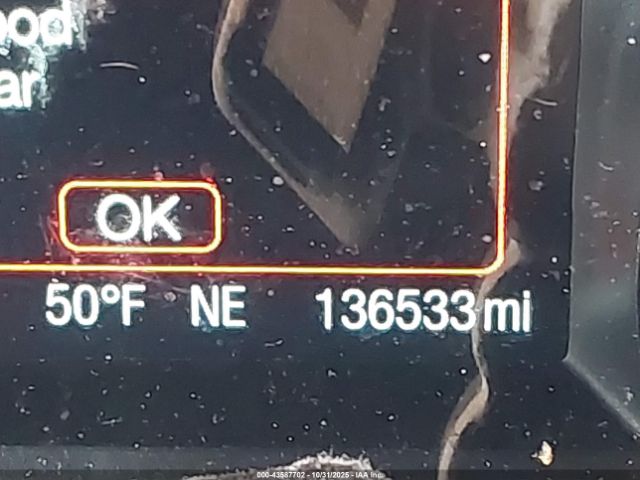 ood
ar
OK
50°F NE 136533 mi
000-43587702 - 10/31/2025 - IAA Inc.